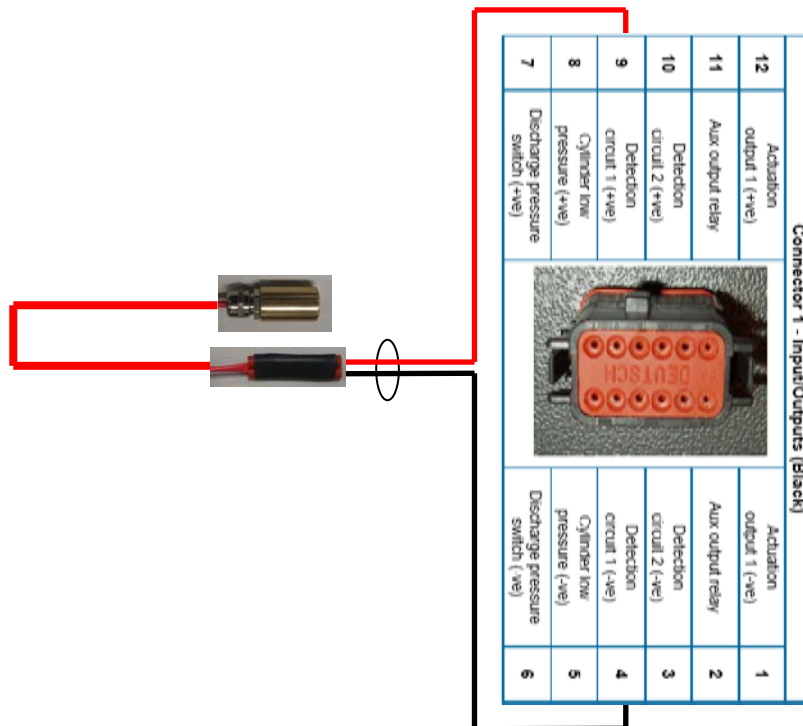 Connector 1 - Input/Outputs (Black)
12
Actuation
output 1 (+ve)
Actuation
output 1 (-ve)
1
11
Aux output relay
Aux output relay
2
10
Detection
circuit 2 (+ve)
Detection
circuit 2 (-ve)
3
9
Detection
circuit 1 (+ve)
Detection
circuit 1 (-ve)
4
8
Cylinder low
pressure (+ve)
Cylinder low
pressure (-ve)
5
7
Discharge pressure
switch (+ve)
Discharge pressure
switch (-ve)
6
DEUTSCH